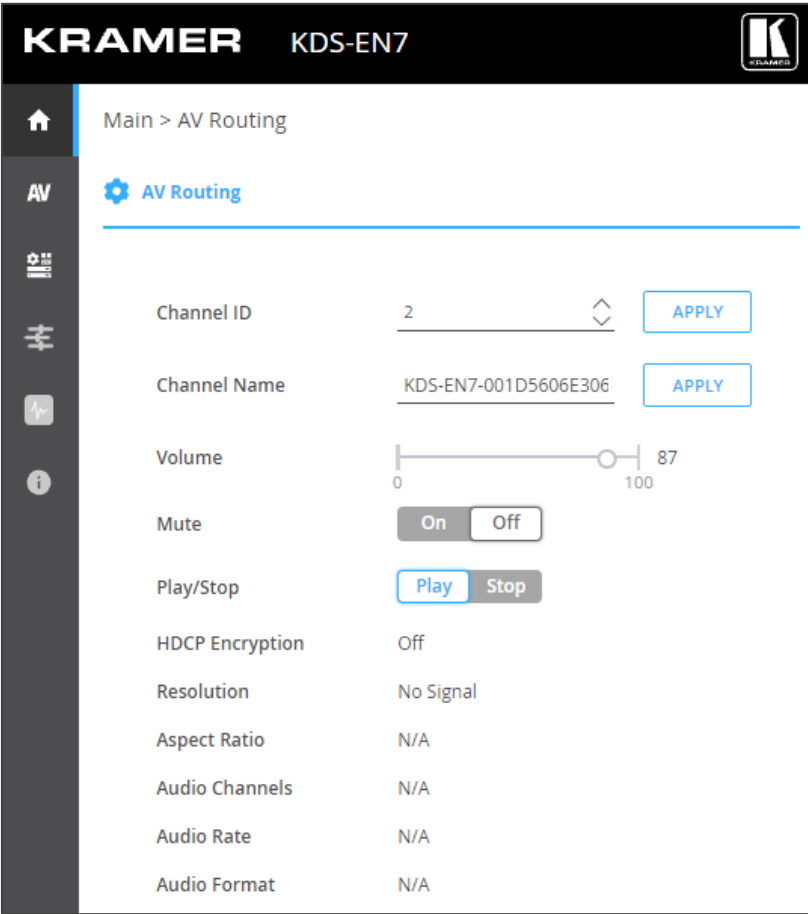 KRAMER KDS-EN7
KRAMER
Main > AV Routing
AV
AV Routing
Channel ID 2 APPLY
Channel Name KDS-EN7-001D5606E306 APPLY
Volume 87
0 100
Mute On Off
Play/Stop Play Stop
HDCP Encryption Off
Resolution No Signal
Aspect Ratio N/A
Audio Channels N/A
Audio Rate N/A
Audio Format N/A